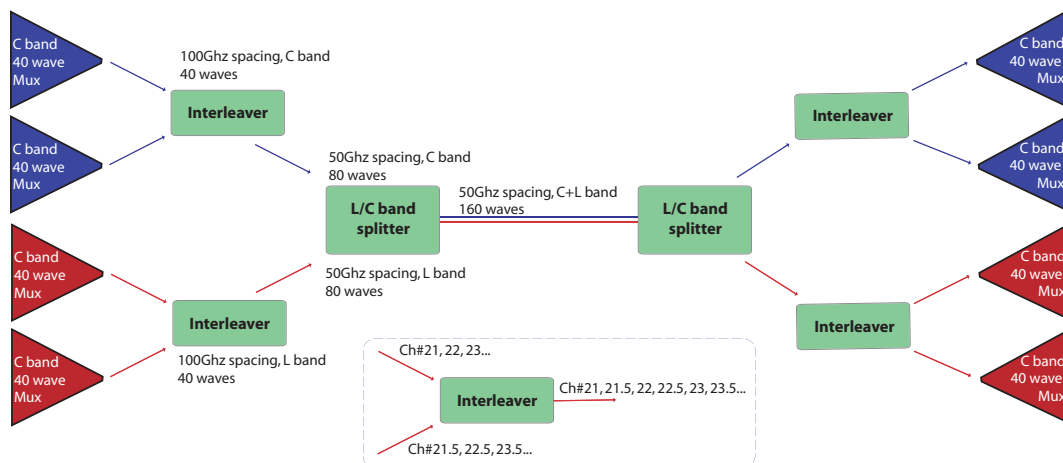 C band
40 wave
Mux
100Ghz spacing, C band
40 waves
Interleaver
C band
40 wave
Mux
50Ghz spacing, C band
80 waves
L/C band
splitter
50Ghz spacing, C+L band
160 waves
L/C band
splitter
Interleaver
C band
40 wave
Mux
C band
40 wave
Mux
C band
40 wave
Mux
50Ghz spacing, L band
80 waves
Interleaver
100Ghz spacing, L band
40 waves
C band
40 wave
Mux
Interleaver
C band
40 wave
Mux
C band
40 wave
Mux
Ch#21, 22, 23...
Interleaver
Ch#21, 21.5, 22, 22.5, 23, 23.5...
Ch#21.5, 22.5, 23.5...